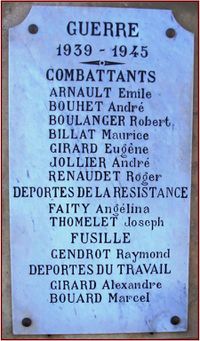 GUERRE
1939 - 1945
COMBATTANTS
ARNAULT Emile
BOUHET André
BOULANGER Robert
BILLAT Maurice
GIRARD Eugêne
JOLLIER André
RENAUDET Roger
DEPORTES DE LA RESISTANCE
FAITY Angélina
THOMELET Joseph
FUSILLE
GENDROT Raymond
DEPORTES DU TRAVAIL
GIRARD Alexandre
BOUARD Marcel